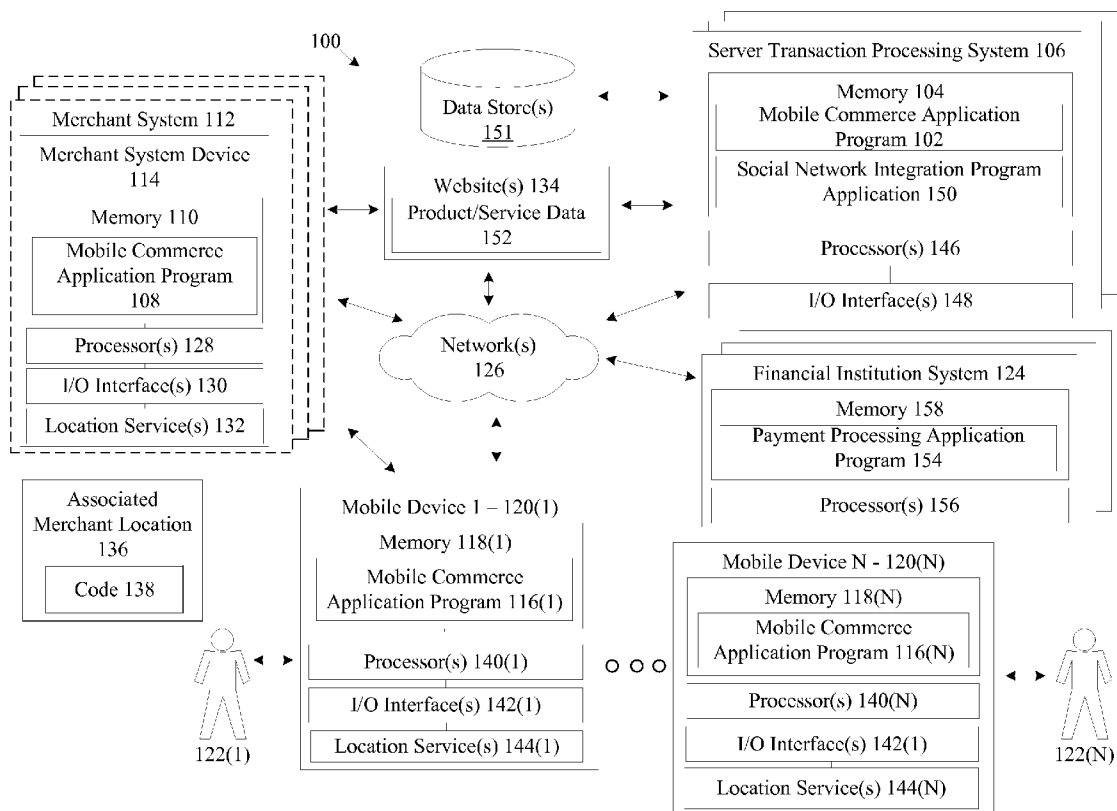 100
Merchant System 112
Merchant System Device
114
Memory 110
Mobile Commerce
Application Program
108
Processor(s) 128
I/O Interface(s) 130
Location Service(s) 132
Data Store(s)
151
Website(s) 134
Product/Service Data
152
Network(s)
126
Server Transaction Processing System 106
Memory 104
Mobile Commerce Application
Program 102
Social Network Integration Program
Application 150
Processor(s) 146
I/O Interface(s) 148
Financial Institution System 124
Memory 158
Payment Processing Application
Program 154
Processor(s) 156
Associated
Merchant Location
136
Code 138
122(1)
Mobile Device 1 – 120(1)
Memory 118(1)
Mobile Commerce
Application Program 116(1)
Processor(s) 140(1)
I/O Interface(s) 142(1)
Location Service(s) 144(1)
Mobile Device N - 120(N)
Memory 118(N)
Mobile Commerce
Application Program 116(N)
Processor(s) 140(N)
I/O Interface(s) 142(1)
Location Service(s) 144(N)
122(N)